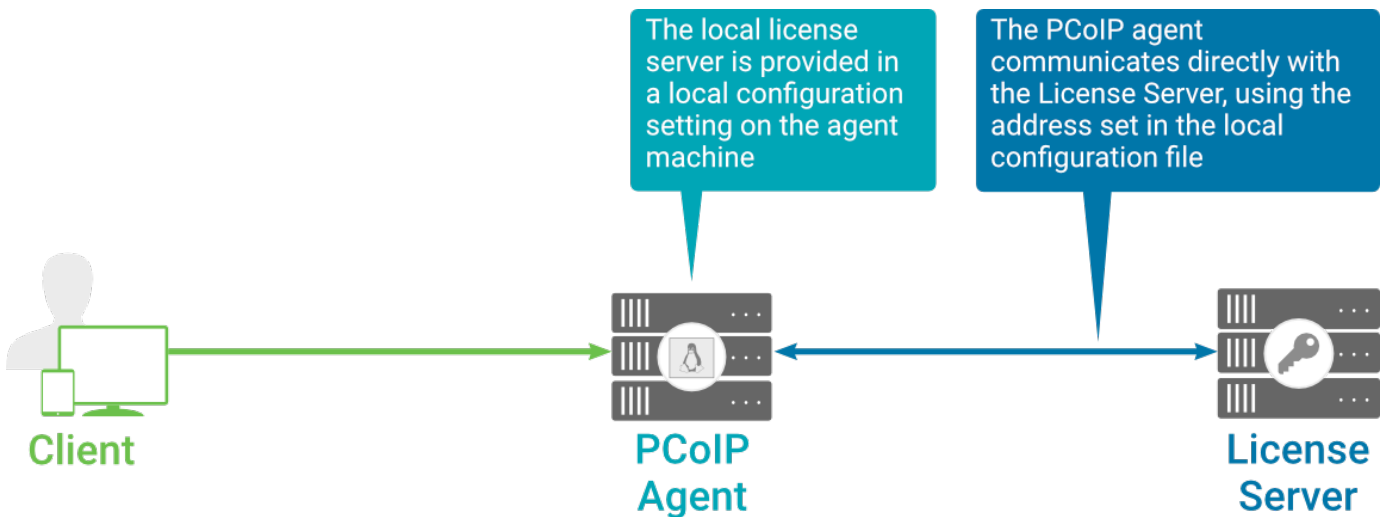 The local license
server is provided in
a local configuration
setting on the agent
machine
The PCoIP agent
communicates directly with
the License Server, using the
address set in the local
configuration file
Client
PCoIP
Agent
License
Server